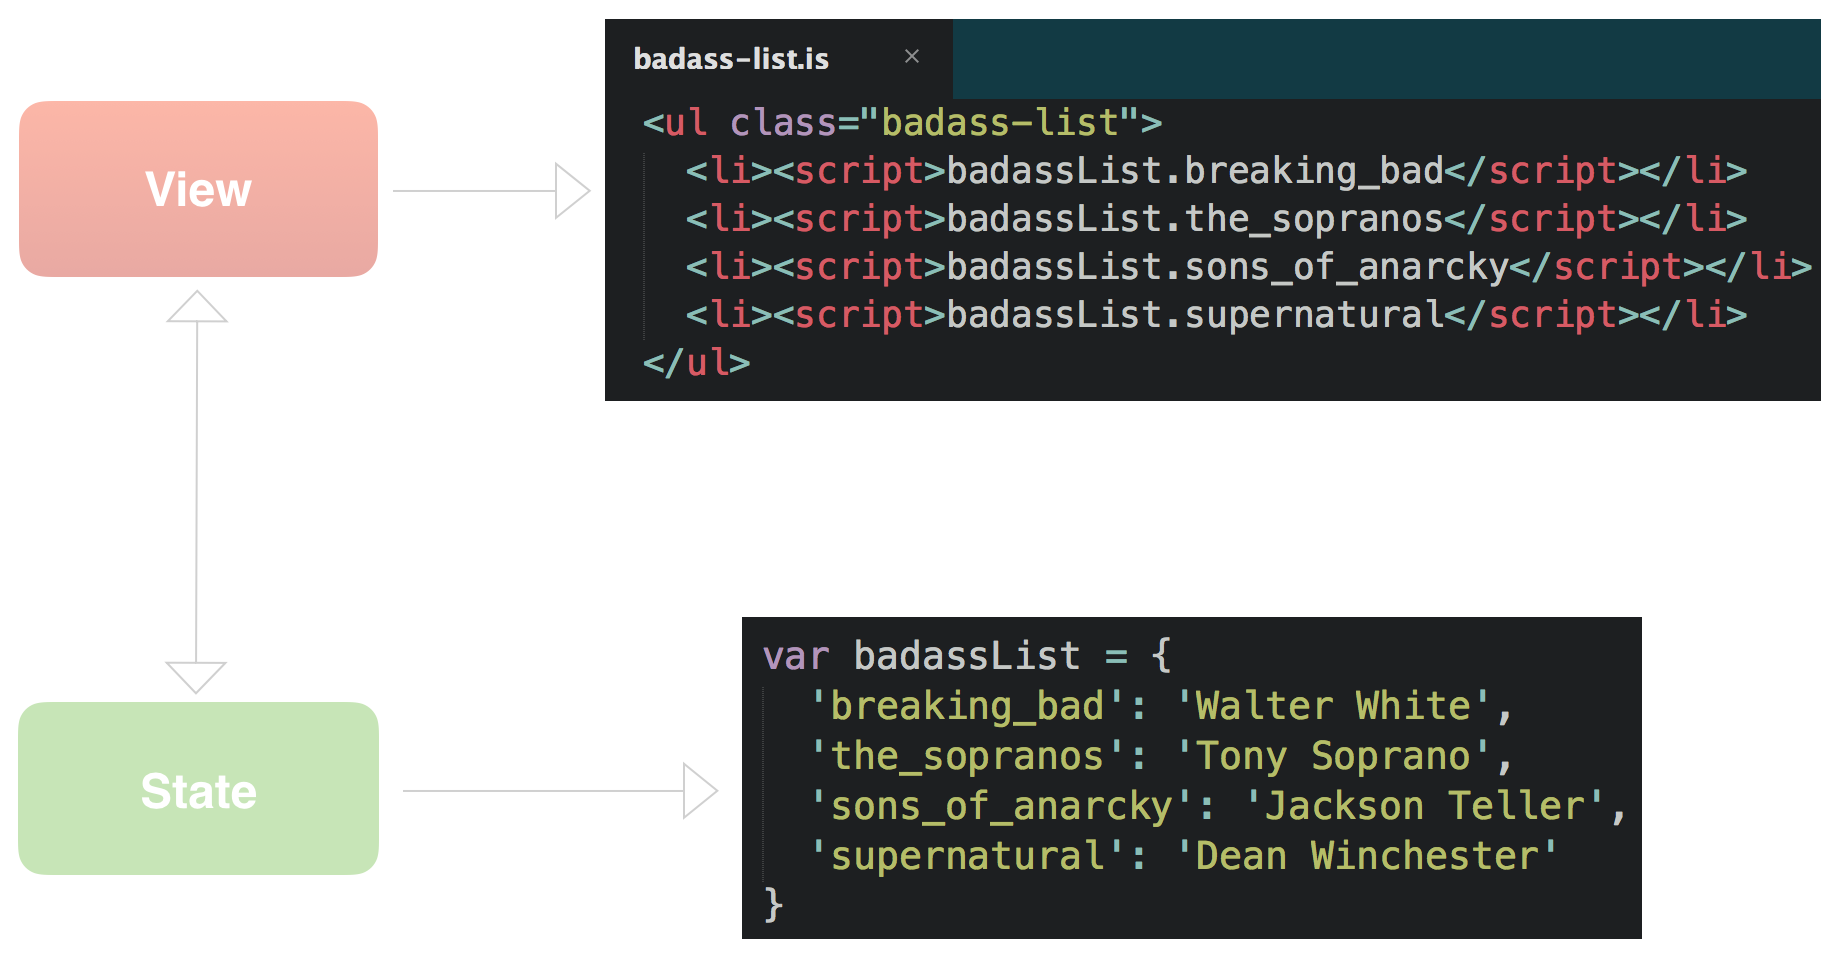 badass-list.is ×
View
<ul class="badass-list">
<li><script>badassList.breaking_bad</script></li>
<li><script>badassList.the_sopranos</script></li>
<li><script>badassList.sons_of_anarcky</script></li>
<li><script>badassList.supernatural</script></li>
</ul>
State
var badassList = {
'breaking_bad': 'Walter White',
'the_sopranos': 'Tony Soprano',
'sons_of_anarcky': 'Jackson Teller',
'supernatural': 'Dean Winchester'
}